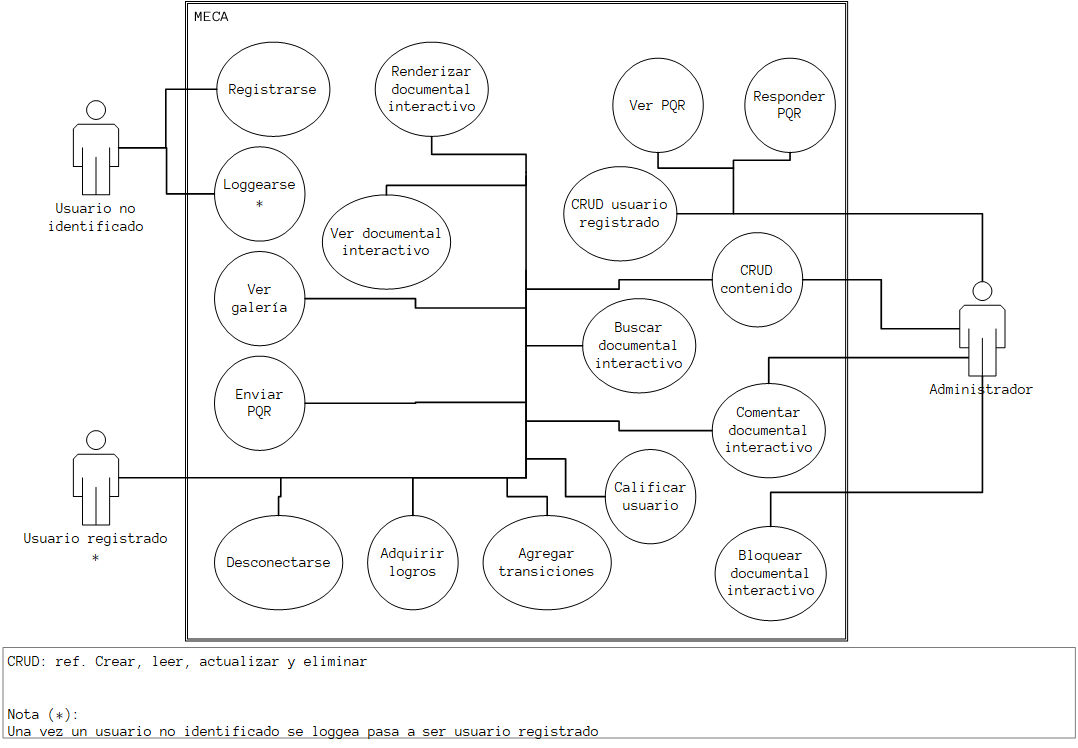 MECA
Registrarse
Renderizar
documental
interactivo
Ver PQR
Responder
PQR
Loggearse
*
Usuario no
identificado
CRUD usuario
registrado
Ver documental
interactivo
Ver
galería
CRUD
contenido
Buscar
documental
interactivo
Administrador
Enviar
PQR
Comentar
documental
interactivo
Calificar
usuario
Usuario registrado
*
Desconectarse
Adquirir
logros
Agregar
transiciones
Bloquear
documental
interactivo
CRUD: ref. Crear, leer, actualizar y eliminar
Nota (*):
Una vez un usuario no identificado se loggea pasa a ser usuario registrado